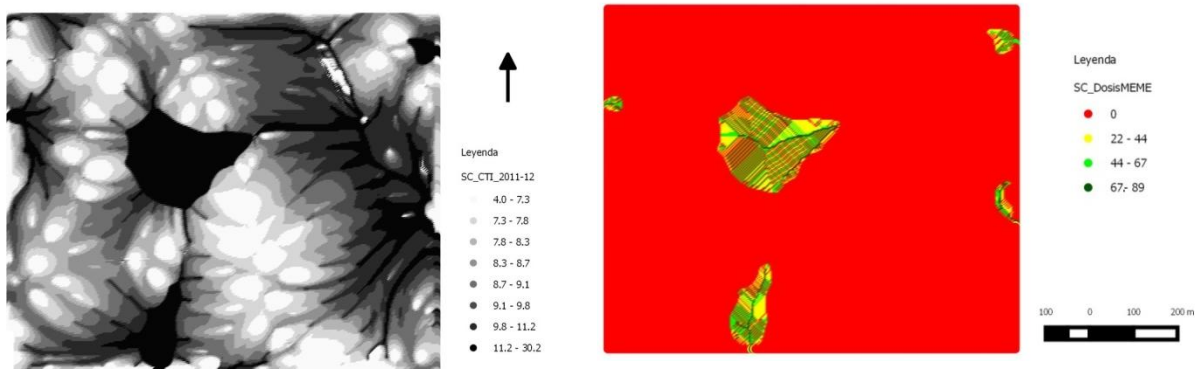 Leyenda
SC_CTI_2011-12
4.0 - 7.3
7.3 - 7.8
7.8 - 8.3
8.3 - 8.7
8.7 - 9.1
9.1 - 9.8
9.8 - 11.2
11.2 - 30.2
Leyenda
SC_DosisMEME
0
22 - 44
44 - 67
67- 89
100 0 100 200 m